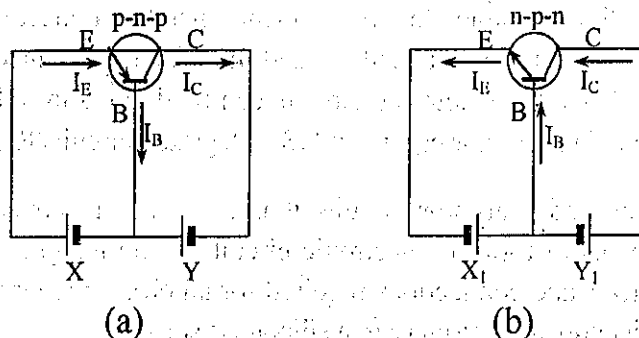 p-n-p
E C
I_E I_C
B
I_B
X Y
(a)
n-p-n
E C
I_E I_C
B
I_B
X_1 Y_1
(b)